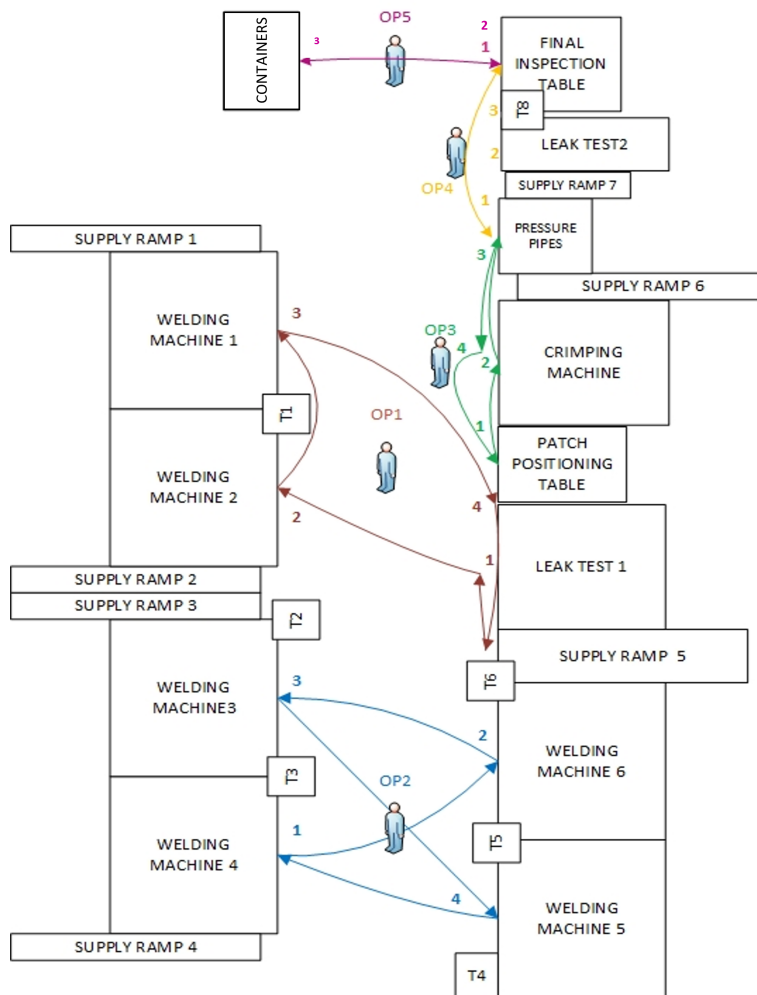 OP5
3
2
1
CONTAINERS
FINAL
INSPECTION
TABLE
T8
3
LEAK TEST2
2
OP4
SUPPLY RAMP 7
1
PRESSURE
PIPES
SUPPLY RAMP 1
3
SUPPLY RAMP 6
WELDING
MACHINE 1
3
OP3
4
2
CRIMPING
MACHINE
T1
OP1
1
PATCH
POSITIONING
TABLE
WELDING
MACHINE 2
2
4
1
LEAK TEST 1
SUPPLY RAMP 2
SUPPLY RAMP 3
T2
SUPPLY RAMP 5
T6
WELDING
MACHINE3
3
2
WELDING
MACHINE 6
T3
OP2
1
T5
WELDING
MACHINE 4
4
WELDING
MACHINE 5
SUPPLY RAMP 4
T4